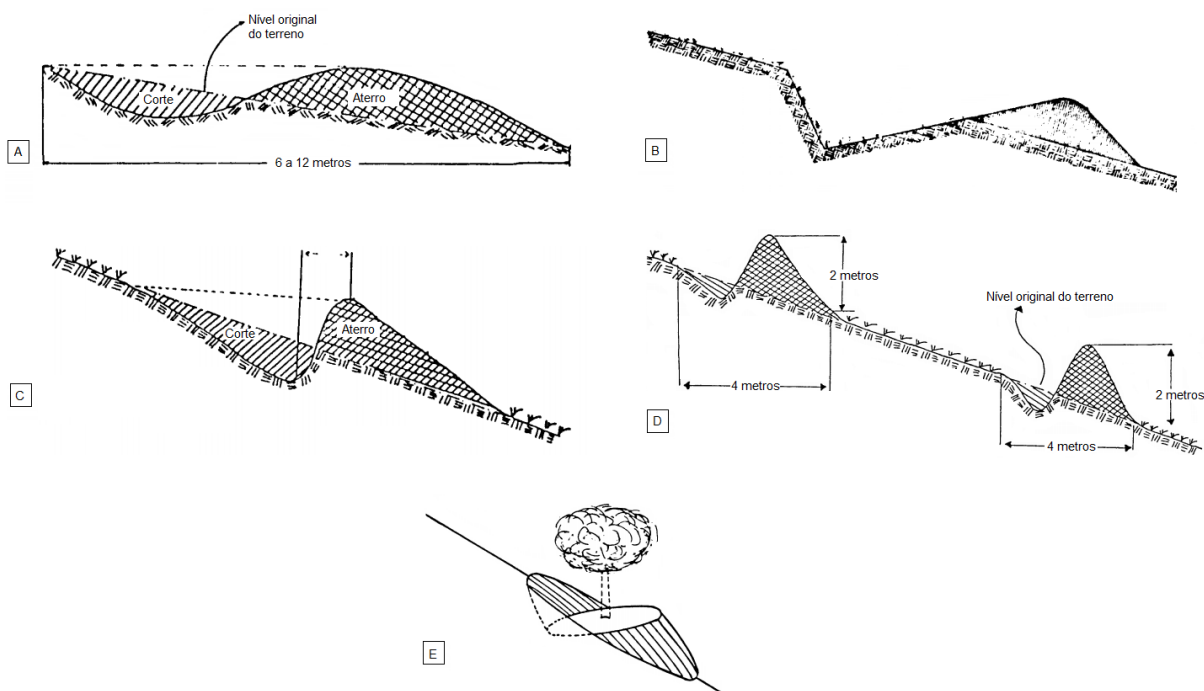 Nível original
do terreno
Corte
Aterro
A
6 a 12 metros
B
Corte
Aterro
C
2 metros
Nível original do terreno
4 metros
2 metros
D
4 metros
E